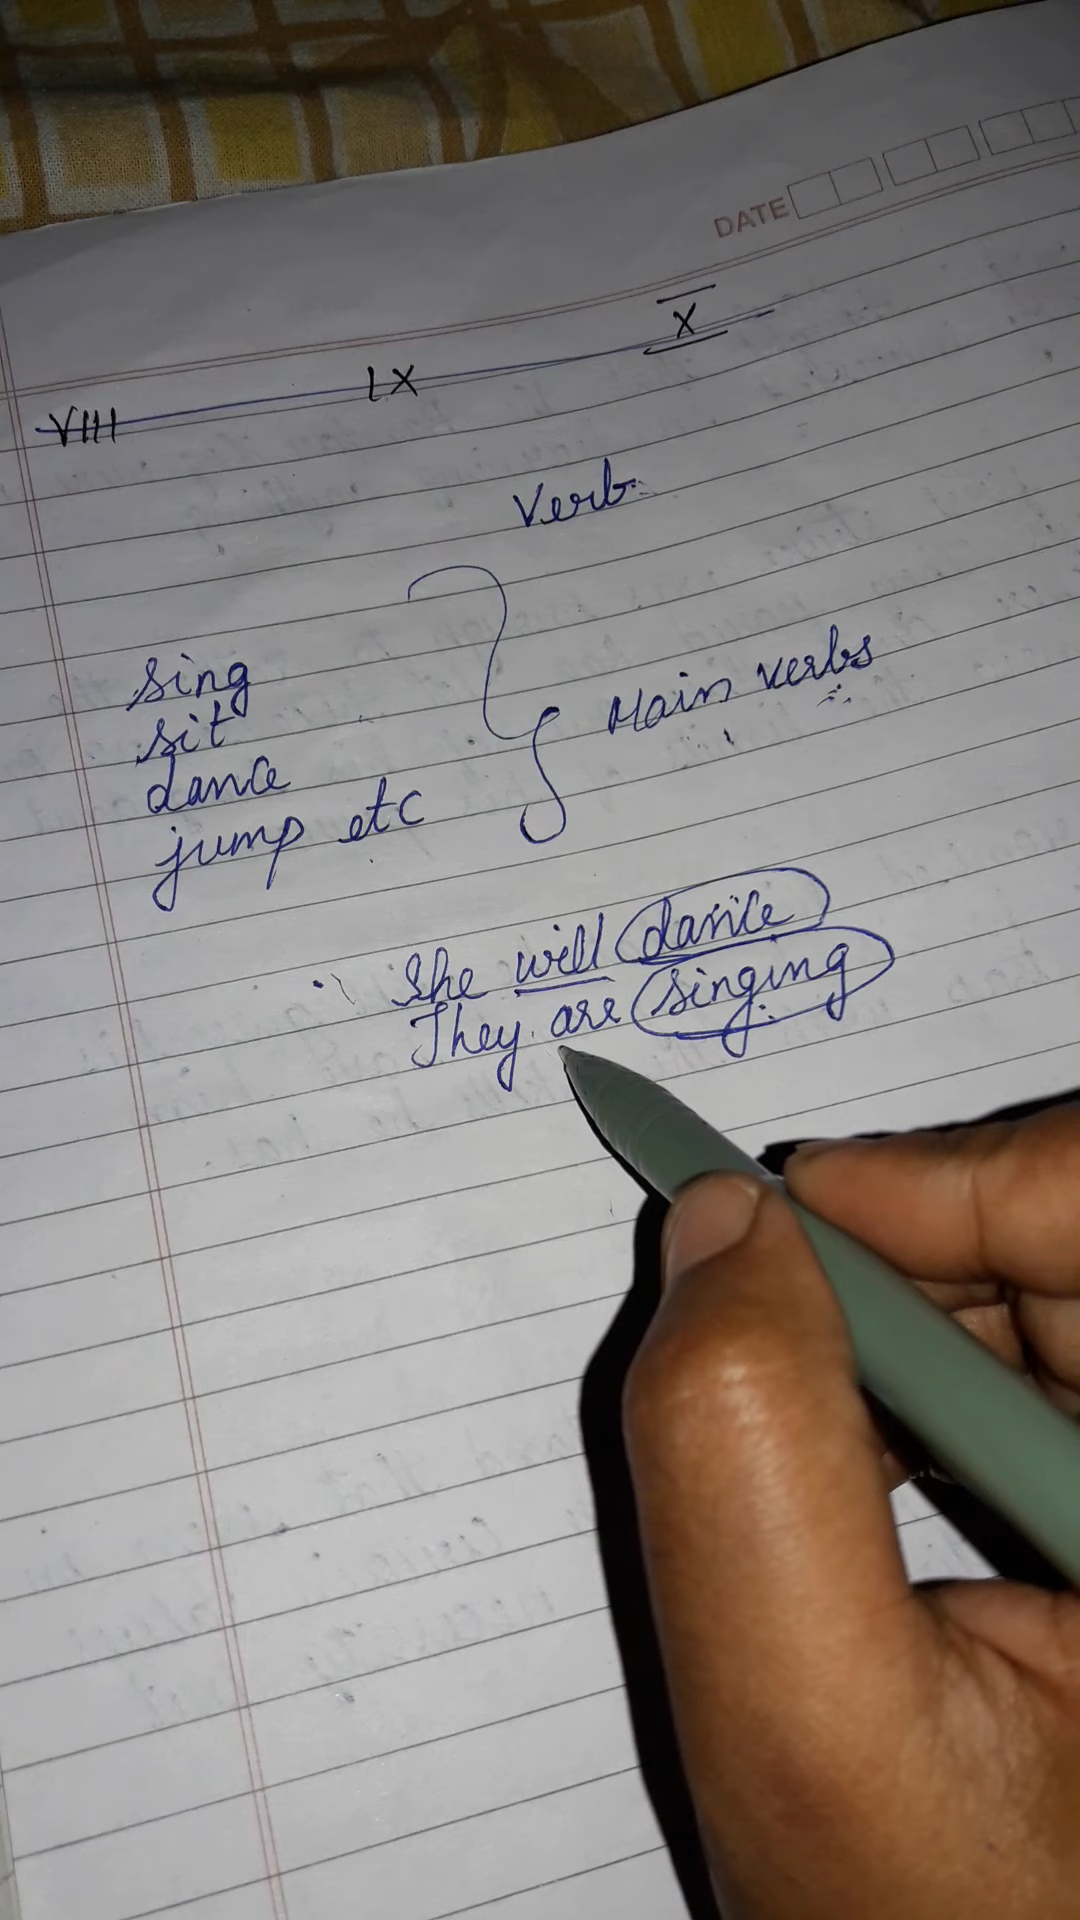 DATE
VIII IX X
Verb.
sing
sit
dance
jump etc
Main verbs
She will dance
They are singing